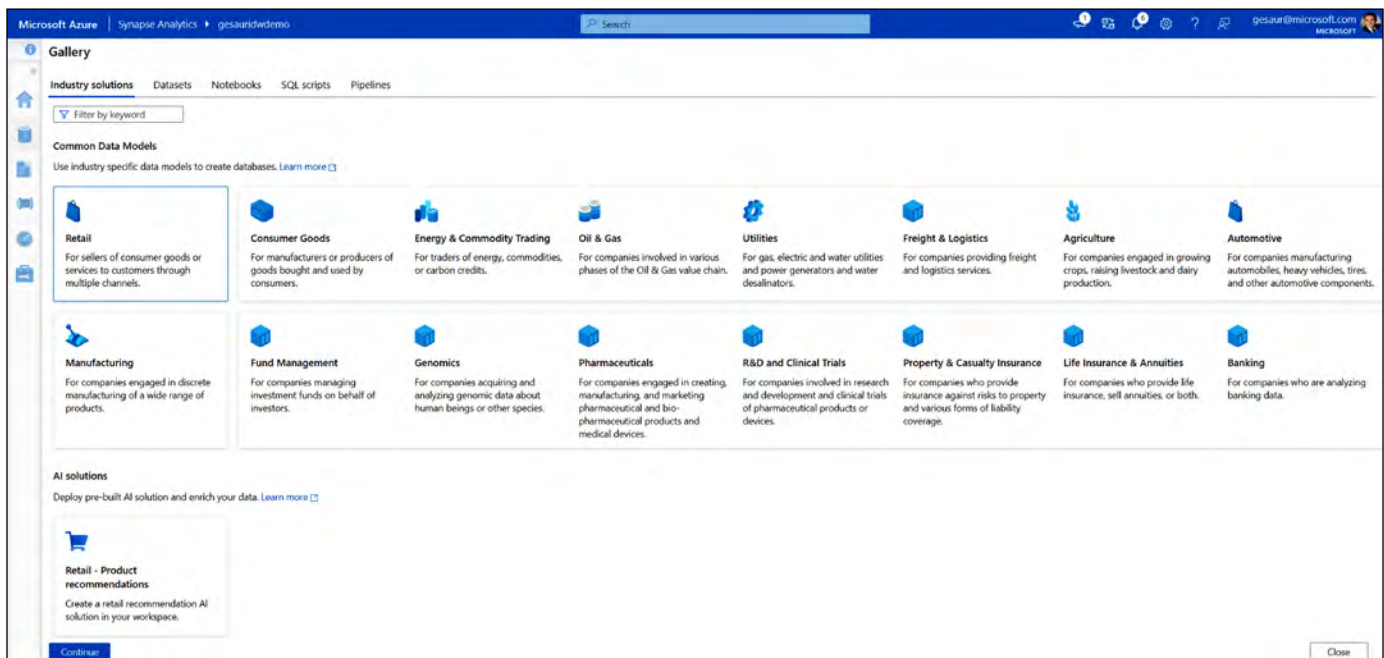 Microsoft Azure
Synapse Analytics
gesauridwdemo
Search
1
6
?
gesaur@microsoft.com
MICROSOFT
Gallery
Industry solutions
Datasets
Notebooks
SQL scripts
Pipelines
Filter by keyword
Common Data Models
Use industry specific data models to create databases. Learn more
Retail
For sellers of consumer goods or
services to customers through
multiple channels.
Consumer Goods
For manufacturers or producers of
goods bought and used by
consumers.
Energy & Commodity Trading
For traders of energy, commodities,
or carbon credits.
Oil & Gas
For companies involved in various
phases of the Oil & Gas value chain.
Utilities
For gas, electric and water utilities
and power generators and water
desalinators.
Freight & Logistics
For companies providing freight
and logistics services.
Agriculture
For companies engaged in growing
crops, raising livestock and dairy
production.
Automotive
For companies manufacturing
automobiles, heavy vehicles, tires,
and other automotive components.
Manufacturing
For companies engaged in discrete
manufacturing of a wide range of
products.
Fund Management
For companies managing
investment funds on behalf of
investors.
Genomics
For companies acquiring and
analyzing genomic data about
human beings or other species.
Pharmaceuticals
For companies engaged in creating,
manufacturing, and marketing
pharmaceutical and bio-
pharmaceutical products and
medical devices.
R&D and Clinical Trials
For companies involved in research
and development and clinical trials
of pharmaceutical products or
devices.
Property & Casualty Insurance
For companies who provide
insurance against risks to property
and various forms of liability
coverage.
Life Insurance & Annuities
For companies who provide life
insurance, sell annuities, or both.
Banking
For companies who are analyzing
banking data.
AI solutions
Deploy pre-built AI solution and enrich your data. Learn more
Retail - Product
recommendations
Create a retail recommendation AI
solution in your workspace.
Continue
Close